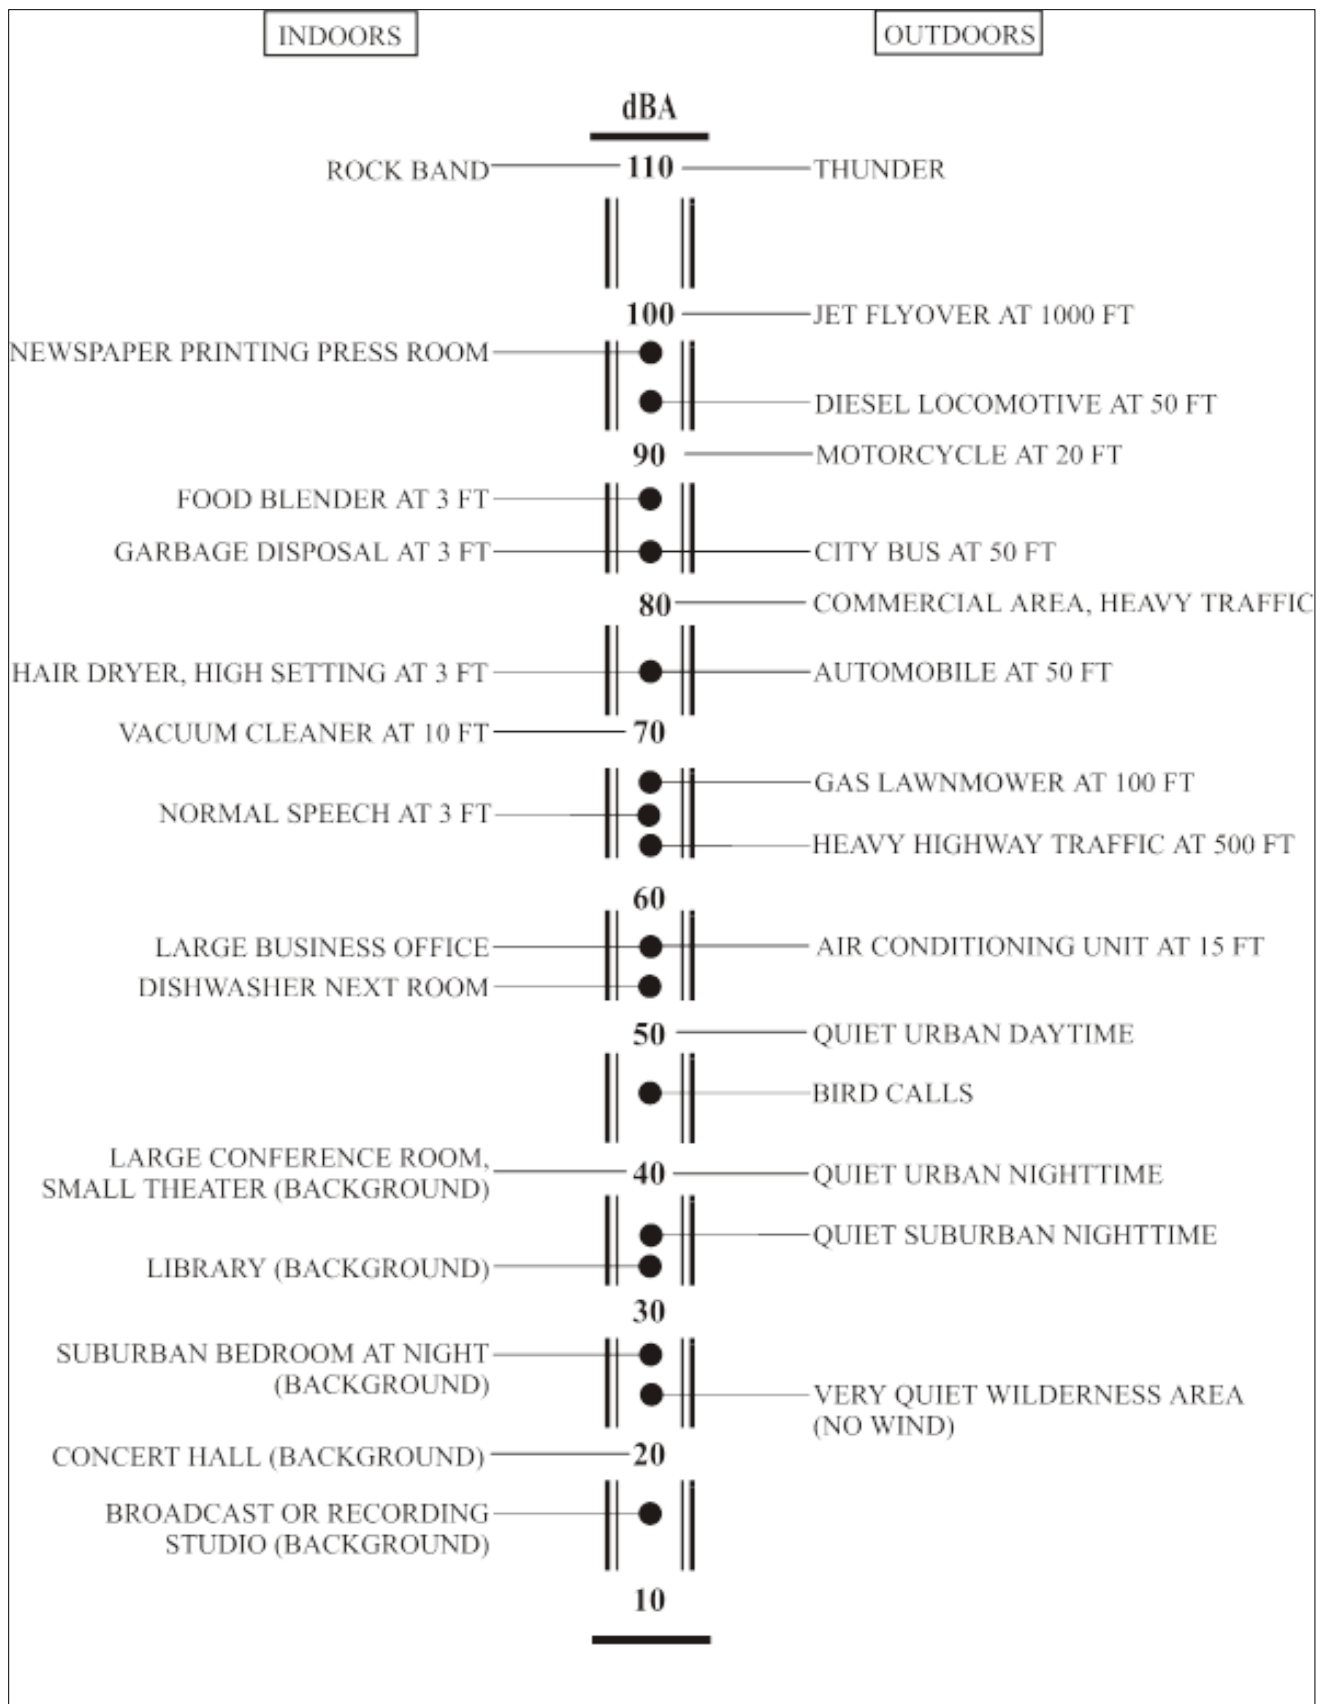 INDOORS
OUTDOORS
dBA
ROCK BAND 110 THUNDER
100 JET FLYOVER AT 1000 FT
NEWSPAPER PRINTING PRESS ROOM
DIESEL LOCOMOTIVE AT 50 FT
90 MOTORCYCLE AT 20 FT
FOOD BLENDER AT 3 FT
GARBAGE DISPOSAL AT 3 FT CITY BUS AT 50 FT
80 COMMERCIAL AREA, HEAVY TRAFFIC
HAIR DRYER, HIGH SETTING AT 3 FT AUTOMOBILE AT 50 FT
VACUUM CLEANER AT 10 FT 70
GAS LAWNMOWER AT 100 FT
NORMAL SPEECH AT 3 FT
HEAVY HIGHWAY TRAFFIC AT 500 FT
60
LARGE BUSINESS OFFICE AIR CONDITIONING UNIT AT 15 FT
DISHWASHER NEXT ROOM
50 QUIET URBAN DAYTIME
BIRD CALLS
LARGE CONFERENCE ROOM,
SMALL THEATER (BACKGROUND)
40 QUIET URBAN NIGHTTIME
QUIET SUBURBAN NIGHTTIME
LIBRARY (BACKGROUND)
30
SUBURBAN BEDROOM AT NIGHT
(BACKGROUND)
VERY QUIET WILDERNESS AREA
(NO WIND)
CONCERT HALL (BACKGROUND) 20
BROADCAST OR RECORDING
STUDIO (BACKGROUND)
10